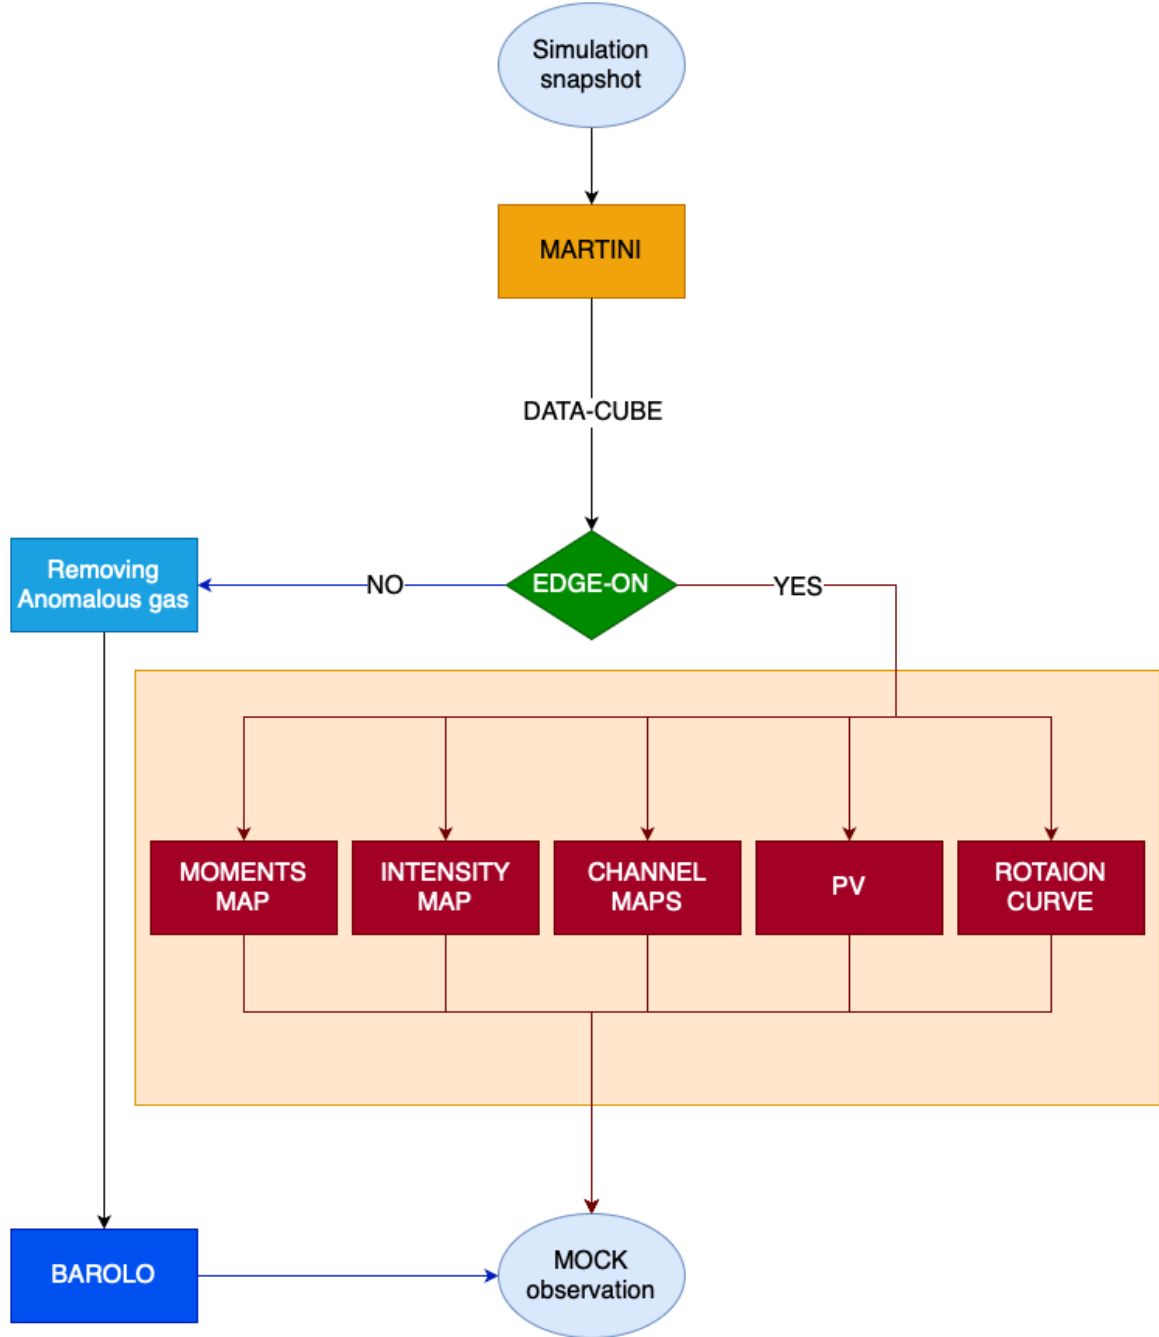 Simulation
snapshot
MARTINI
DATA-CUBE
EDGE-ON
NO
YES
Removing
Anomalous gas
MOMENTS
MAP
INTENSITY
MAP
CHANNEL
MAPS
PV
ROTAION
CURVE
BAROLO
MOCK
observation